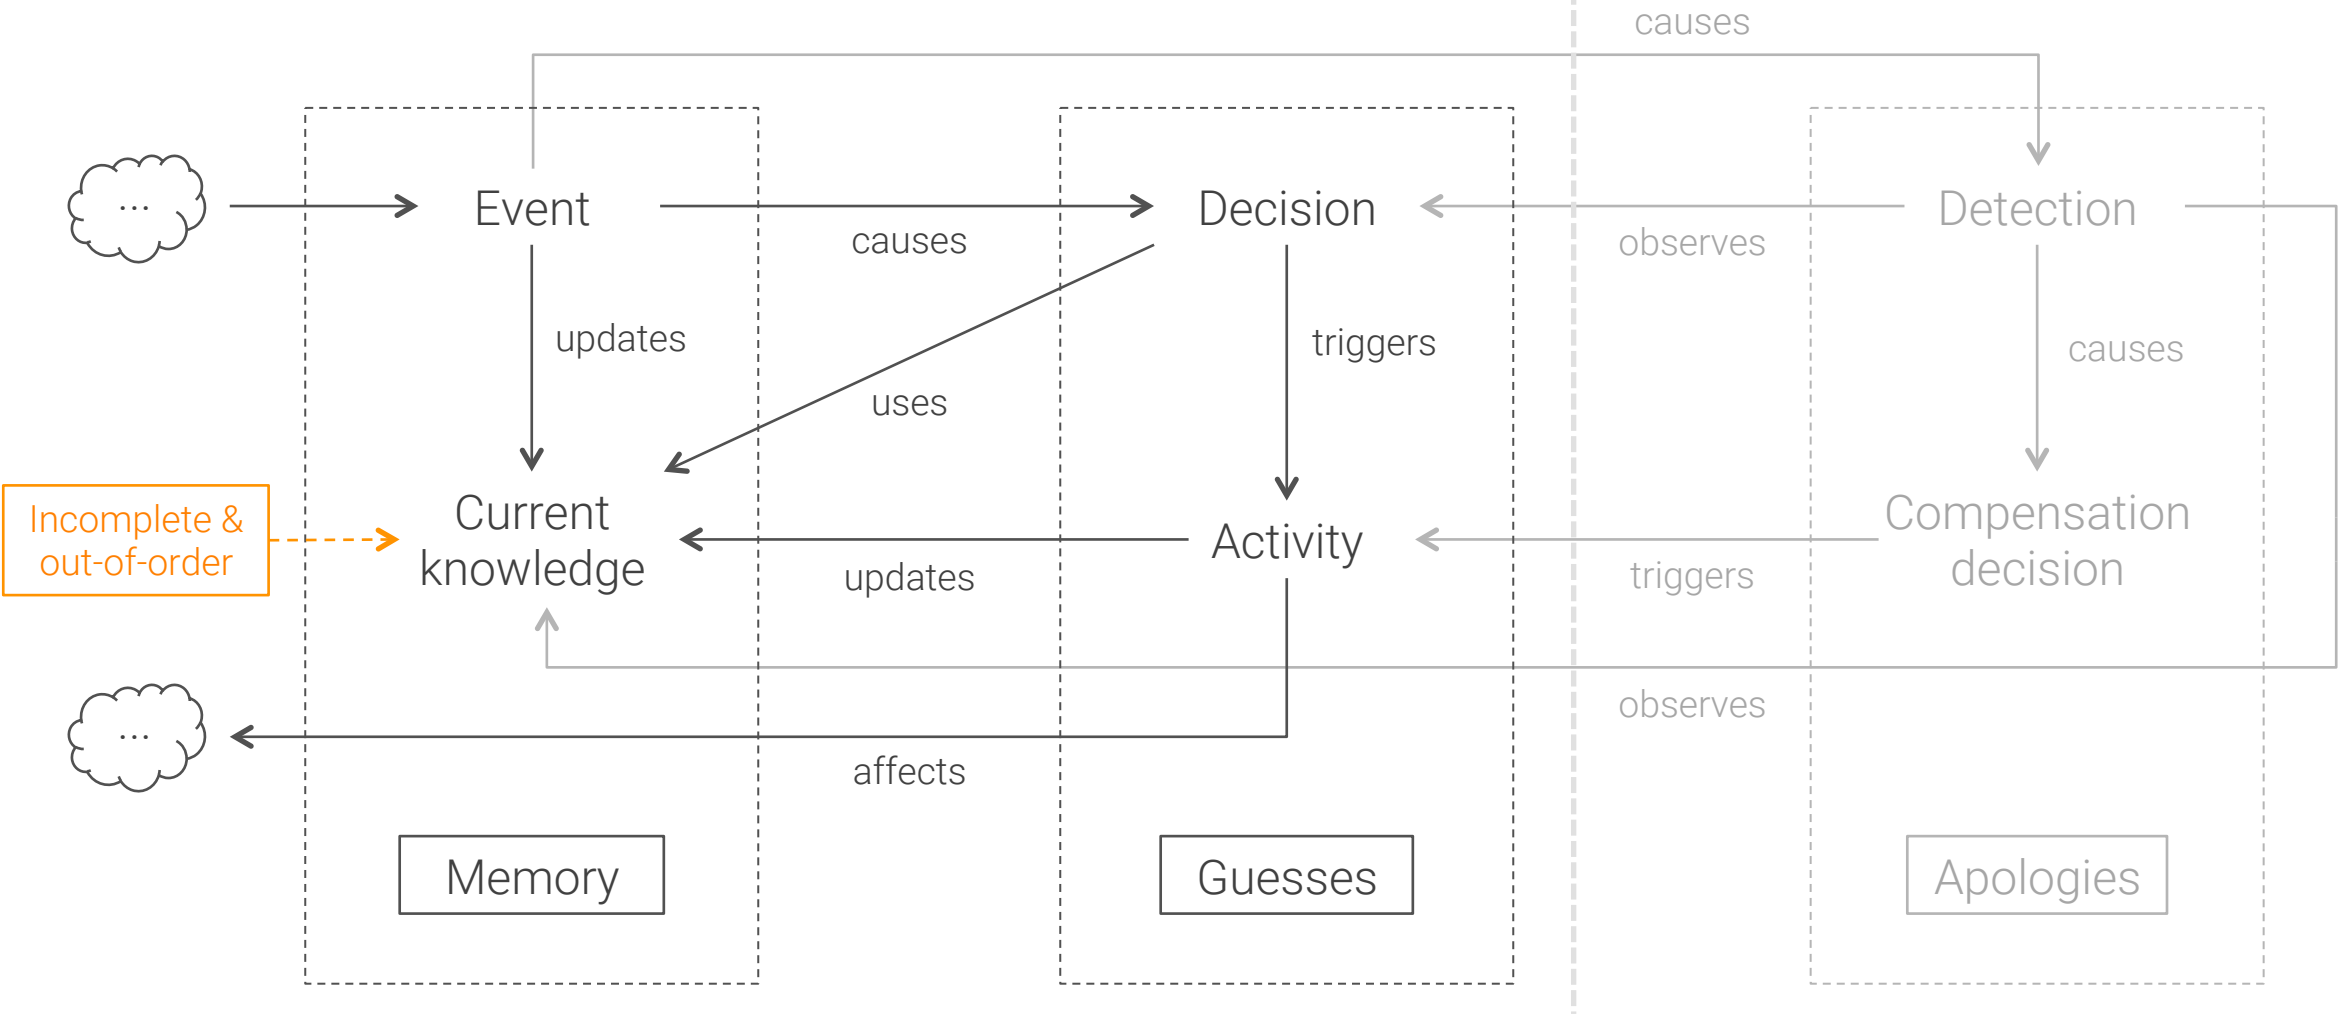 causes
...
Event
causes
Decision
observes
Detection
updates
uses
triggers
causes
Incomplete &
out-of-order
Current
knowledge
updates
Activity
triggers
Compensation
decision
observes
...
affects
Memory
Guesses
Apologies